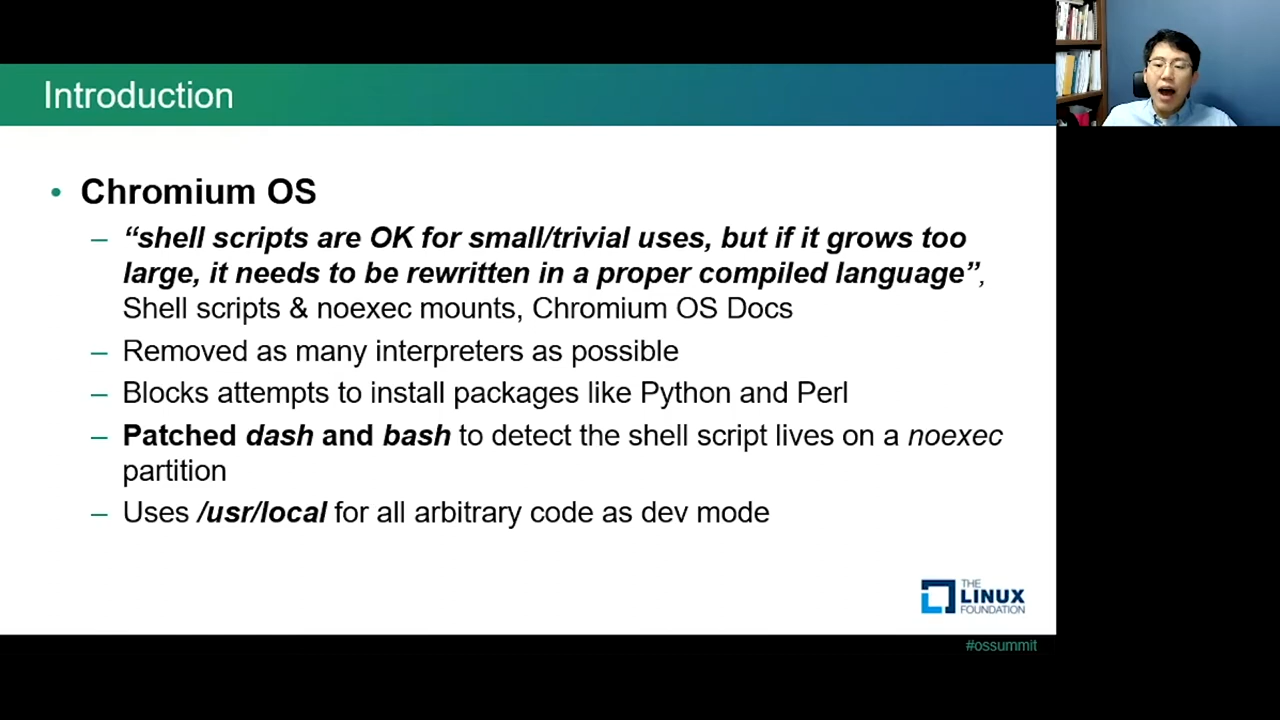 Introduction
• Chromium OS
– “shell scripts are OK for small/trivial uses, but if it grows too
large, it needs to be rewritten in a proper compiled language”,
Shell scripts & noexec mounts, Chromium OS Docs
– Removed as many interpreters as possible
– Blocks attempts to install packages like Python and Perl
– Patched dash and bash to detect the shell script lives on a noexec
partition
– Uses /usr/local for all arbitrary code as dev mode
THE
LINUX
FOUNDATION
#ossummit